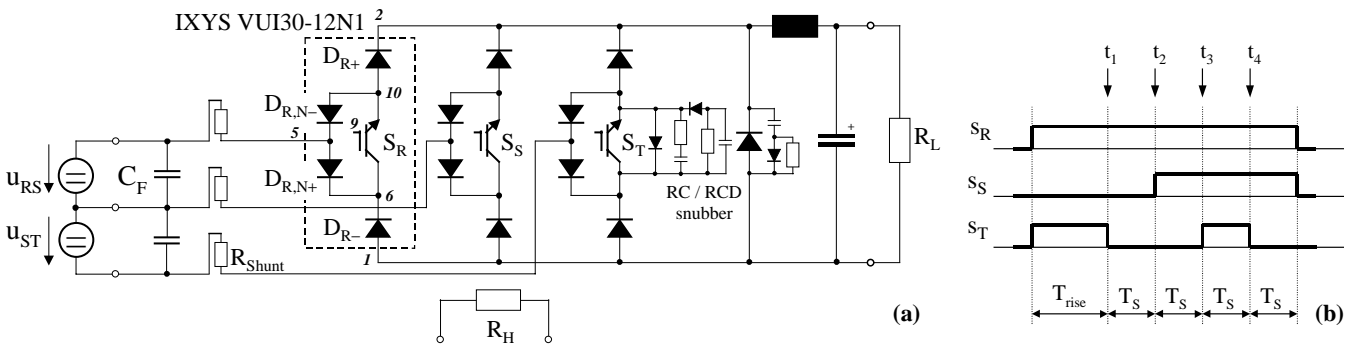 IXYS VUI30-12N1
2
D_R+
10
D_R,N–
9
5
S_R
S_S
S_T
D_R,N+
6
D_R–
1
u_RS
C_F
u_ST
R_Shunt
RC / RCD
snubber
+
R_L
R_H
(a)
t_1 t_2 t_3 t_4
s_R
s_S
s_T
T_rise T_S T_S T_S T_S
(b)